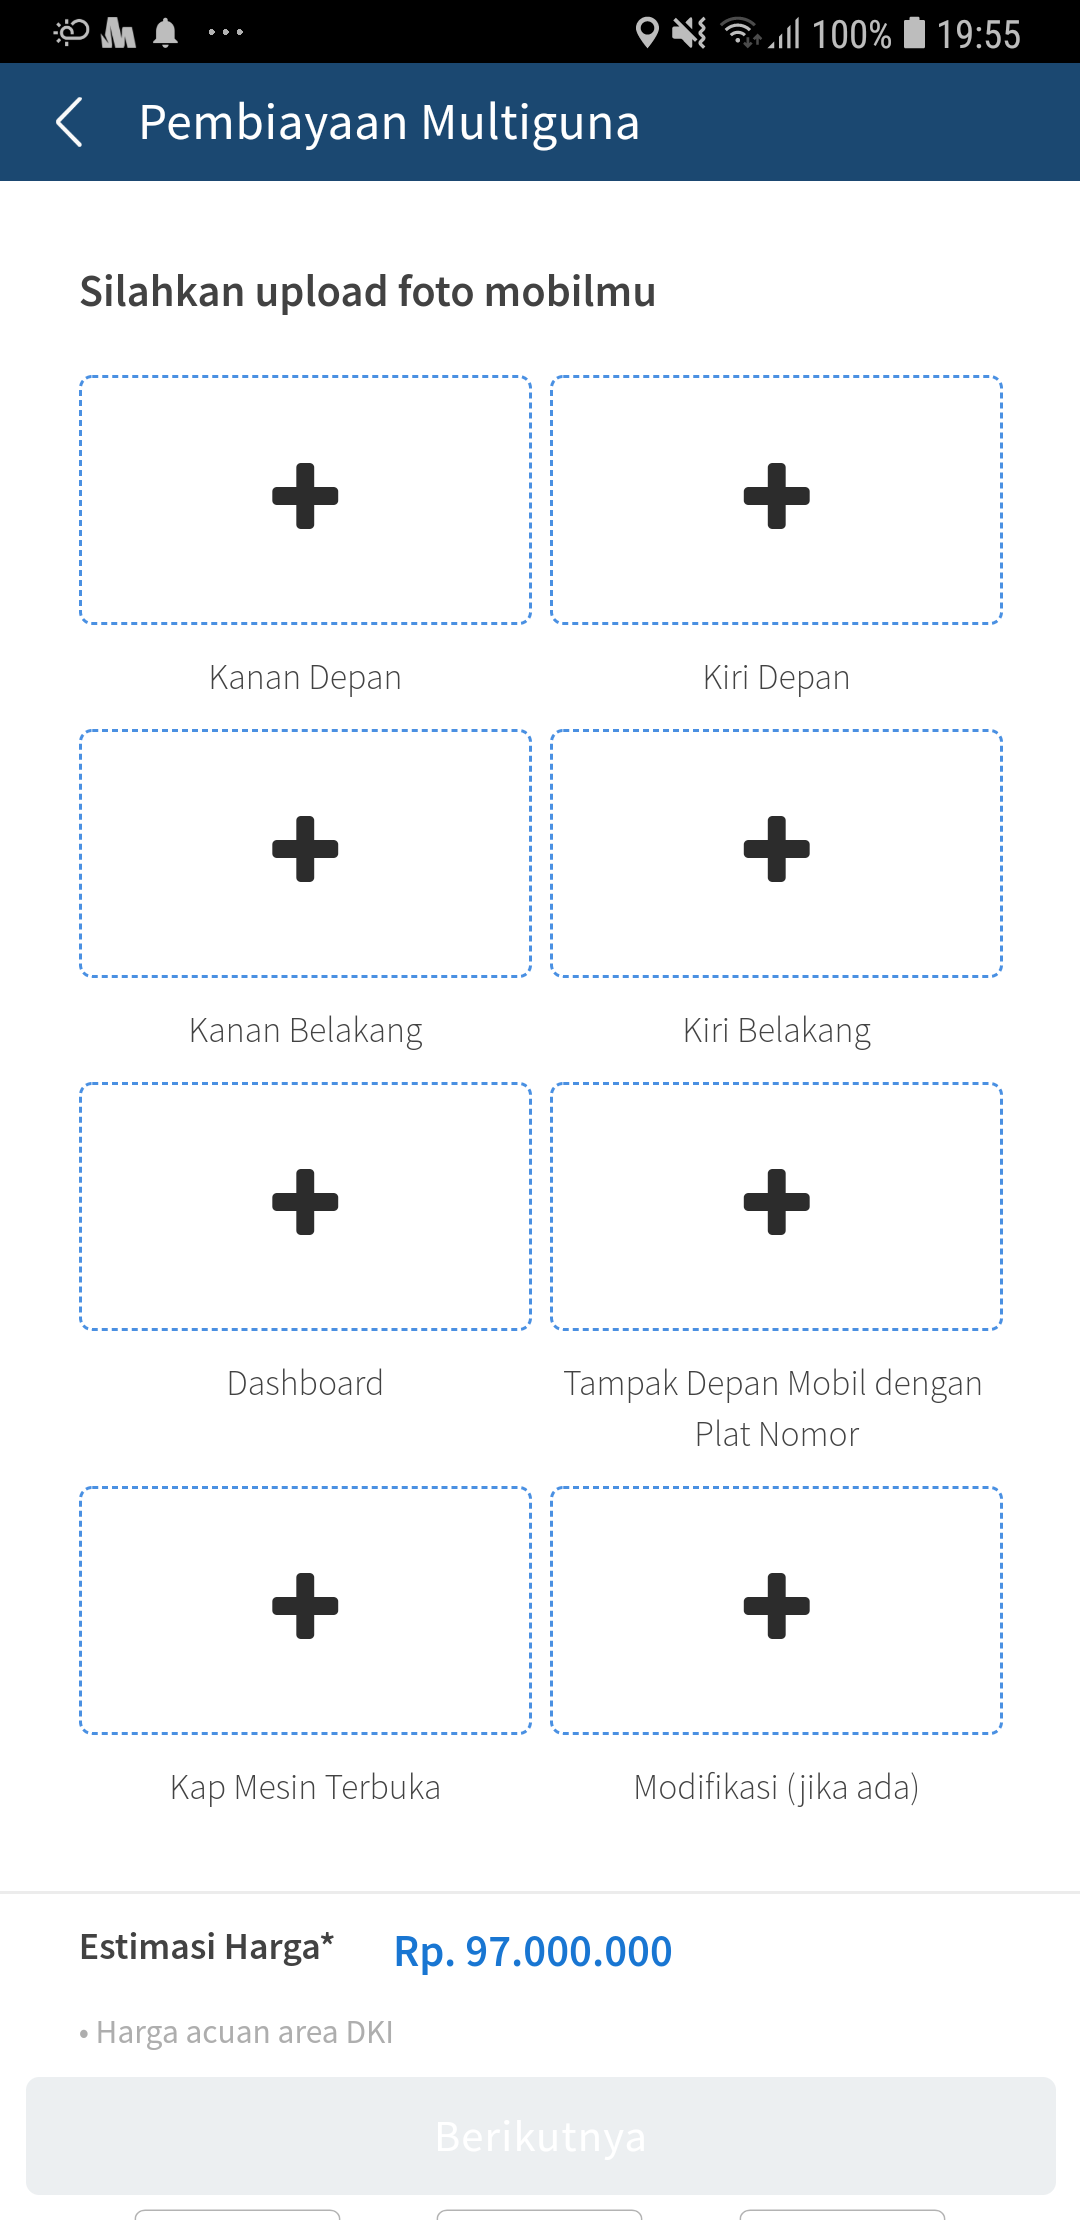 100% 19:55
Pembiayaan Multiguna
Silahkan upload foto mobilmu
Kanan Depan
Kiri Depan
Kanan Belakang
Kiri Belakang
Dashboard
Tampak Depan Mobil dengan
Plat Nomor
Kap Mesin Terbuka
Modifikasi (jika ada)
Estimasi Harga* Rp. 97.000.000
• Harga acuan area DKI
Berikutnya